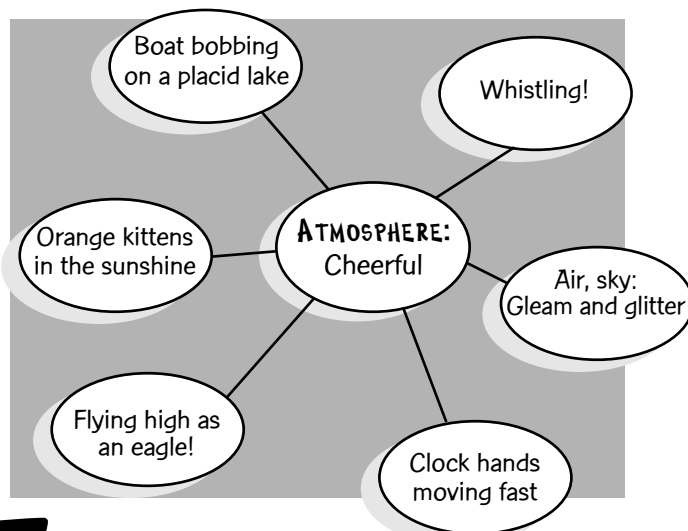 Boat bobbing
on a placid lake
Whistling!
ATMOSPHERE:
Cheerful
Orange kittens
in the sunshine
Air, sky:
Gleam and glitter
Flying high as
an eagle!
Clock hands
moving fast